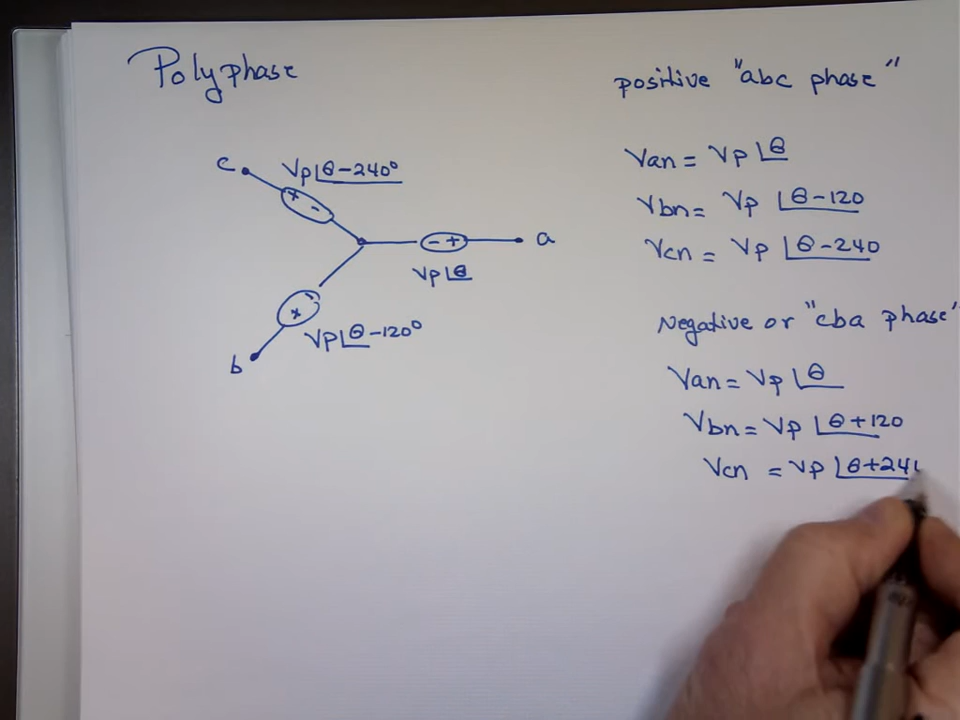 Polyphase
c
Vp∠θ-240°
-+
a
Vp∠θ
+-
Vp∠θ-120°
b
positive "abc phase"
Van = Vp∠θ
Vbn = Vp ∠θ-120
Vcn = Vp ∠θ-240
Negative or "cba phase"
Van = Vp ∠θ
Vbn = Vp ∠θ+120
Vcn = Vp ∠θ+24